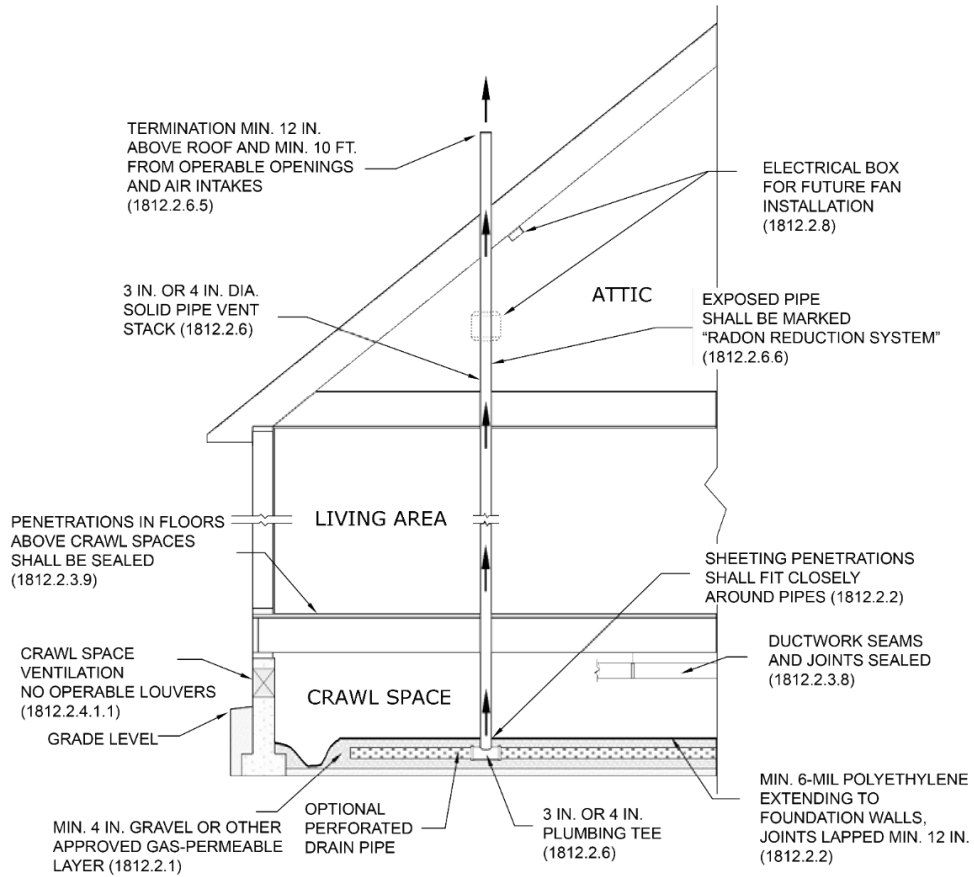 TERMINATION MIN. 12 IN.
ABOVE ROOF AND MIN. 10 FT.
FROM OPERABLE OPENINGS
AND AIR INTAKES
(1812.2.6.5)
ELECTRICAL BOX
FOR FUTURE FAN
INSTALLATION
(1812.2.8)
3 IN. OR 4 IN. DIA.
SOLID PIPE VENT
STACK (1812.2.6)
ATTIC
EXPOSED PIPE
SHALL BE MARKED
“RADON REDUCTION SYSTEM”
(1812.2.6.6)
PENETRATIONS IN FLOORS
ABOVE CRAWL SPACES
SHALL BE SEALED
(1812.2.3.9)
LIVING AREA
SHEETING PENETRATIONS
SHALL FIT CLOSELY
AROUND PIPES (1812.2.2)
CRAWL SPACE
VENTILATION
NO OPERABLE LOUVERS
(1812.2.4.1.1)
GRADE LEVEL
CRAWL SPACE
DUCTWORK SEAMS
AND JOINTS SEALED
(1812.2.3.8)
MIN. 4 IN. GRAVEL OR OTHER
APPROVED GAS-PERMEABLE
LAYER (1812.2.1)
OPTIONAL
PERFORATED
DRAIN PIPE
3 IN. OR 4 IN.
PLUMBING TEE
(1812.2.6)
MIN. 6-MIL POLYETHYLENE
EXTENDING TO
FOUNDATION WALLS,
JOINTS LAPPED MIN. 12 IN.
(1812.2.2)